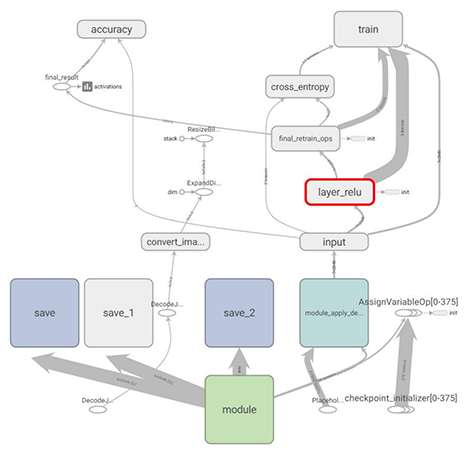 train
accuracy
final_result
activations
cross_entropy
ResizeBil...
stack
final_retrain_ops
init
ExpandDi...
dim
layer_relu
init
convert_ima...
input
save
save_1
DecodeJ...
save_2
module_apply_de...
AssignVariableOp[0-375]
init
module
DecodeJ...
Placehol...
checkpoint_initializer[0-375]